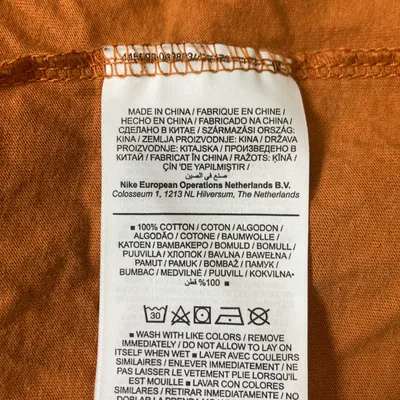 MADE IN CHINA / FABRIQUE EN CHINE /
HECHO EN CHINA / FABRICADO NA CHINA /
СДЕЛАНО В КИТАЕ / SZÁRMAZÁSI ORSZÁG:
KÍNA / ZEMLJA PROIZVODNJE: KINA / DRŽAVA
PROIZVODNJE: KITAJSKA / ПРОИЗВЕДЕНО В
КИТАЙ / FABRICAT ÎN CHINA / RAŽOTS: ĶĪNĀ /
ÇİN 'DE YAPILMIŞTIR /
صنع في الصين
Nike European Operations Netherlands B.V.
Colosseum 1, 1213 NL Hilversum, The Netherlands
■ 100% COTTON / COTON / ALGODON /
ALGODÃO / COTONE / BAUMWOLLE /
KATOEN / ΒΑΜΒΑΚΕΡΟ / BOMULD / BOMULL /
PUUVILLA / ХЛОПОК / BAVLNA / BAWEŁNA /
PAMUT / PAMUK / BOMBAŽ / ПАМУК /
BUMBAC / MEDVILNĖ / PUUVILL / KOKVILNA
%100 قطن ■
30
■ WASH WITH LIKE COLORS / REMOVE
IMMEDIATELY / DO NOT ALLOW TO LAY ON
ITSELF WHEN WET ■ LAVER AVEC COULEURS
SIMILAIRES / ENLEVER IMMEDIATEMENT / NE
PAS LAISSER LE VETEMENT PLIE LORSQU'IL
EST MOUILLE ■ LAVAR CON COLORES
SIMILARES / RETIRAR INMEDIATAMENTE / NO